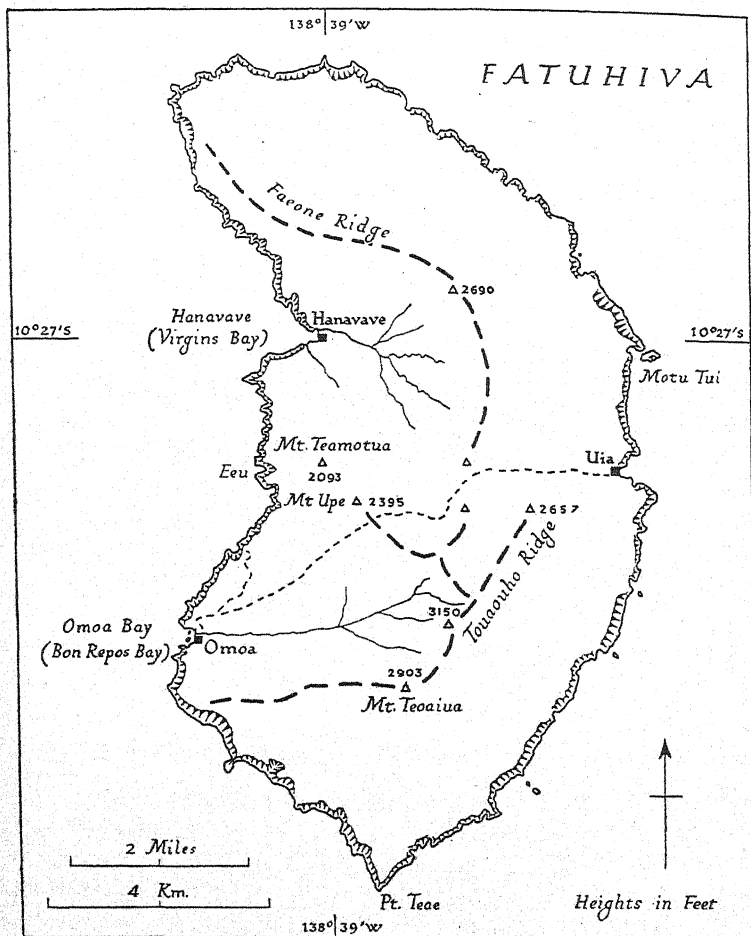 138° 39'W
FATUHIVA
Faeone Ridge
2690
10°27's
Hanavave
(Virgins Bay)
Hanavave
10°27's
Motu Tui
Mt. Teamotua
2093
Eeu
Uia
Mt Upe
2395
2657
Touaouho Ridge
3150
Omoa Bay
(Bon Repos Bay)
Omoa
2903
Mt. Teoaiua
2 Miles
4 Km.
Pt. Teae
Heights in Feet
138° 39'W